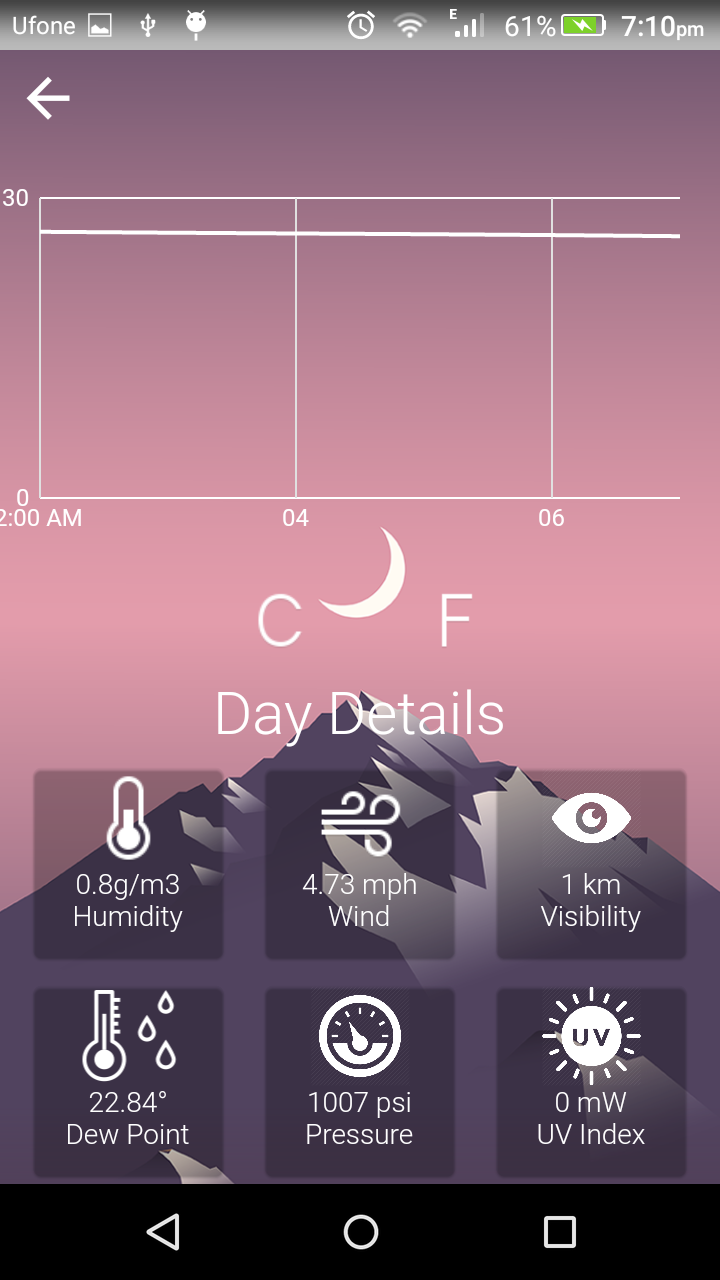 Ufone E 61% 7:10pm
30
0
2:00 AM 04 06
C F
Day Details
0.8g/m3 4.73 mph 1 km
Humidity Wind Visibility
UV
22.84° 1007 psi 0 mW
Dew Point Pressure UV Index